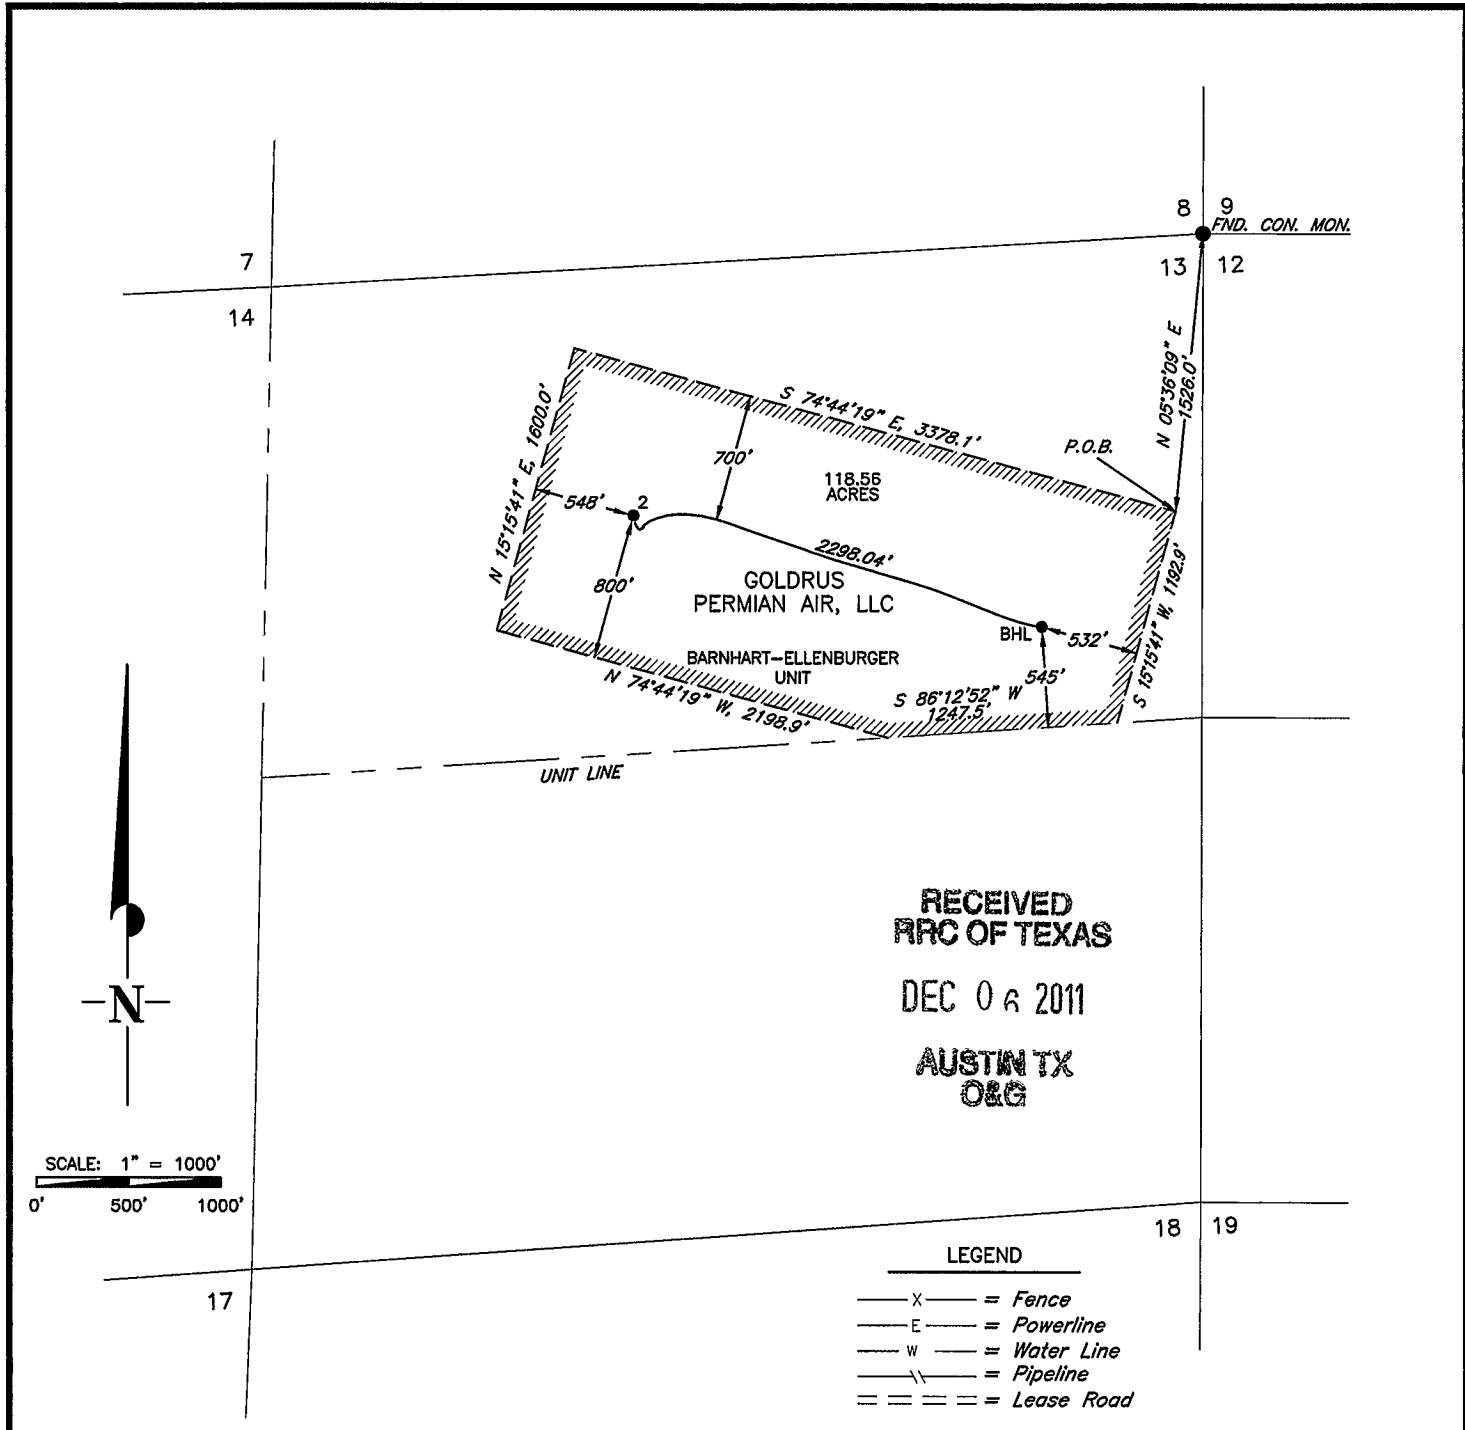 8 9
FND. CON. MON.
7
13 12
14
N 05°36'09" E
1526.0'
S 74°44'19" E, 3378.1'
P.O.B.
N 15°15'41" E, 1600.0'
700'
118.56
ACRES
548'
2
2298.04'
800'
GOLDRUS
PERMIAN AIR, LLC
BHL
532'
S 15°15'41" W, 1192.9'
BARNHART-ELLENBURGER
UNIT
545'
N 74°44'19" W, 2198.9'
S 86°12'52" W
1247.5'
UNIT LINE
RECEIVED
RRC OF TEXAS
DEC 06 2011
AUSTIN TX
O&G
-N-
SCALE: 1" = 1000'
0' 500' 1000'
18 19
17
LEGEND
X = Fence
E = Powerline
W = Water Line
\\ = Pipeline
= Lease Road